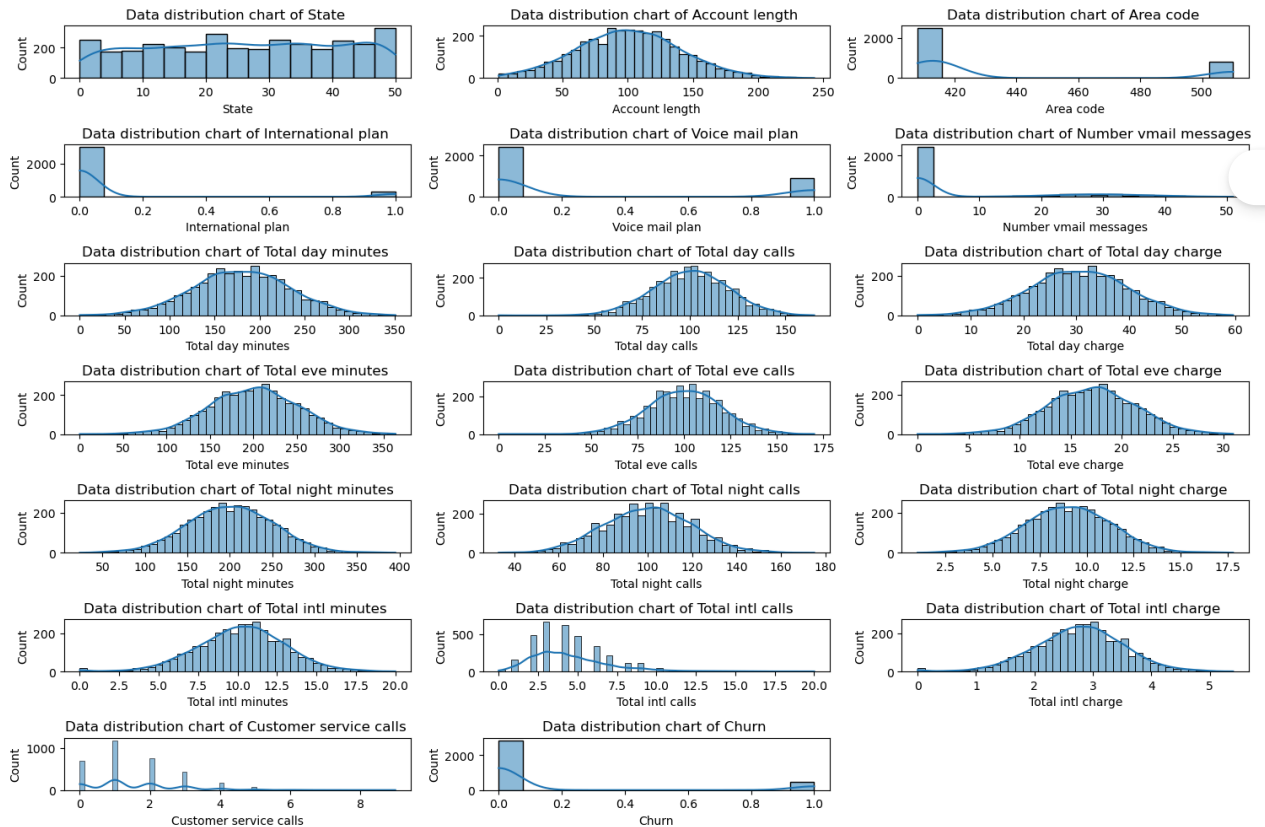 Data distribution chart of State
Count
200
0
0 10 20 30 40 50
State
Data distribution chart of Account length
Count
200
0
0 50 100 150 200 250
Account length
Data distribution chart of Area code
Count
2000
0
420 440 460 480 500
Area code
Data distribution chart of International plan
Count
2000
0
0.0 0.2 0.4 0.6 0.8 1.0
International plan
Data distribution chart of Voice mail plan
Count
2000
0
0.0 0.2 0.4 0.6 0.8 1.0
Voice mail plan
Data distribution chart of Number vmail messages
Count
2000
0
0 10 20 30 40 50
Number vmail messages
Data distribution chart of Total day minutes
Count
200
0
0 50 100 150 200 250 300 350
Total day minutes
Data distribution chart of Total day calls
Count
200
0
0 25 50 75 100 125 150
Total day calls
Data distribution chart of Total day charge
Count
200
0
0 10 20 30 40 50 60
Total day charge
Data distribution chart of Total eve minutes
Count
200
0
0 50 100 150 200 250 300 350
Total eve minutes
Data distribution chart of Total eve calls
Count
200
0
0 25 50 75 100 125 150 175
Total eve calls
Data distribution chart of Total eve charge
Count
200
0
0 5 10 15 20 25 30
Total eve charge
Data distribution chart of Total night minutes
Count
200
0
50 100 150 200 250 300 350 400
Total night minutes
Data distribution chart of Total night calls
Count
200
0
40 60 80 100 120 140 160 180
Total night calls
Data distribution chart of Total night charge
Count
200
0
2.5 5.0 7.5 10.0 12.5 15.0 17.5
Total night charge
Data distribution chart of Total intl minutes
Count
200
0
0.0 2.5 5.0 7.5 10.0 12.5 15.0 17.5 20.0
Total intl minutes
Data distribution chart of Total intl calls
Count
500
0
0.0 2.5 5.0 7.5 10.0 12.5 15.0 17.5 20.0
Total intl calls
Data distribution chart of Total intl charge
Count
200
0
0 1 2 3 4 5
Total intl charge
Data distribution chart of Customer service calls
Count
1000
0
0 2 4 6 8
Customer service calls
Data distribution chart of Churn
Count
2000
0
0.0 0.2 0.4 0.6 0.8 1.0
Churn